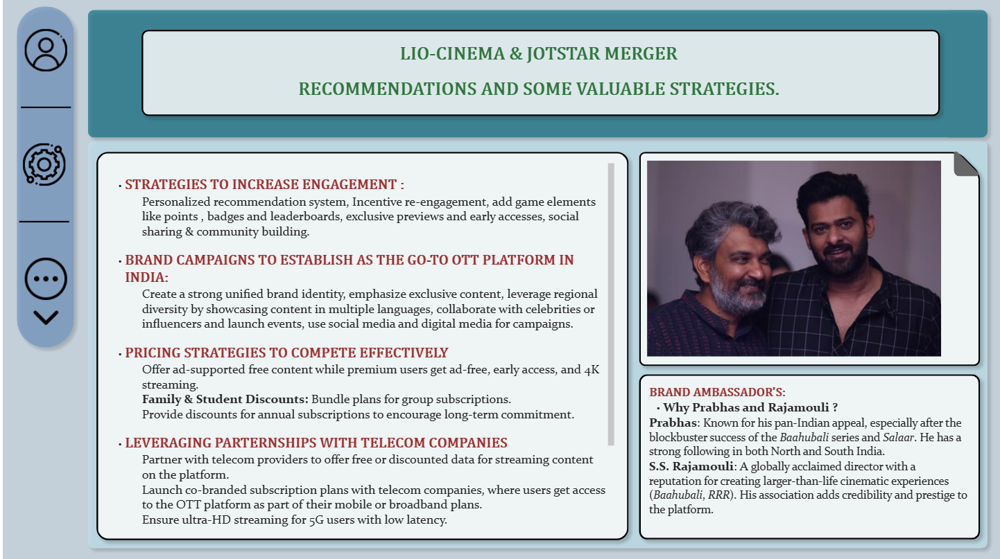 LIO-CINEMA & JOTSTAR MERGER
RECOMMENDATIONS AND SOME VALUABLE STRATEGIES.
· STRATEGIES TO INCREASE ENGAGEMENT :
Personalized recommendation system, Incentive re-engagement, add game elements
like points , badges and leaderboards, exclusive previews and early accesses, social
sharing & community building.
· BRAND CAMPAIGNS TO ESTABLISH AS THE GO-TO OTT PLATFORM IN
INDIA:
Create a strong unified brand identity, emphasize exclusive content, leverage regional
diversity by showcasing content in multiple languages, collaborate with celebrities or
influencers and launch events, use social media and digital media for campaigns.
· PRICING STRATEGIES TO COMPETE EFFECTIVELY
Offer ad-supported free content while premium users get ad-free, early access, and 4K
streaming.
Family & Student Discounts: Bundle plans for group subscriptions.
Provide discounts for annual subscriptions to encourage long-term commitment.
· LEVERAGING PARTERNSHIPS WITH TELECOM COMPANIES
Partner with telecom providers to offer free or discounted data for streaming content
on the platform.
Launch co-branded subscription plans with telecom companies, where users get access
to the OTT platform as part of their mobile or broadband plans.
Ensure ultra-HD streaming for 5G users with low latency.
BRAND AMBASSADOR'S:
· Why Prabhas and Rajamouli ?
Prabhas: Known for his pan-Indian appeal, especially after the
blockbuster success of the Baahubali series and Salaar. He has a
strong following in both North and South India.
S.S. Rajamouli: A globally acclaimed director with a
reputation for creating larger-than-life cinematic experiences
(Baahubali, RRR). His association adds credibility and prestige to
the platform.